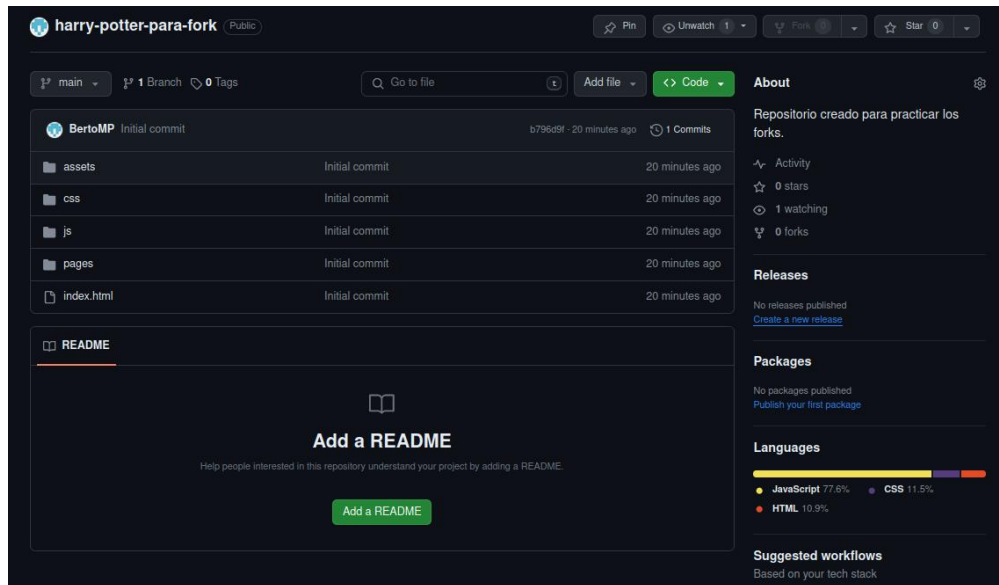 harry-potter-para-fork Public
Pin Unwatch 1 Fork 0 Star 0
main 1 Branch 0 Tags Go to file t Add file <> Code
BertoMP Initial commit b796d9f · 20 minutes ago 1 Commits
assets Initial commit 20 minutes ago
css Initial commit 20 minutes ago
js Initial commit 20 minutes ago
pages Initial commit 20 minutes ago
index.html Initial commit 20 minutes ago
README
Add a README
Help people interested in this repository understand your project by adding a README.
Add a README
About
Repositorio creado para practicar los
forks.
Activity
0 stars
1 watching
0 forks
Releases
No releases published
Create a new release
Packages
No packages published
Publish your first package
Languages
JavaScript 77.6% CSS 11.5%
HTML 10.9%
Suggested workflows
Based on your tech stack